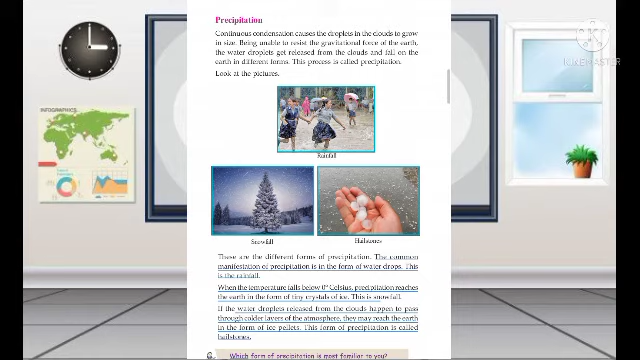 Precipitation
Continuous condensation causes the droplets in the clouds to grow
in size. Being unable to resist the gravitational force of the earth,
the water droplets get released from the clouds and fall on the
earth in different forms. This process is called precipitation.
Look at the pictures.
Rainfall
Snowfall
Hailstones
These are the different forms of precipitation. The common
manifestation of precipitation is in the form of water drops. This
is the rainfall.
When the temperature falls below 0° Celsius, precipitation reaches
the earth in the form of tiny crystals of ice. This is snowfall.
If the water droplets released from the clouds happen to pass
through colder layers of the atmosphere, they may reach the earth
in the form of ice pellets. This form of precipitation is called
hailstones.
Which form of precipitation is most familiar to you?
INFOGRAPHICS
KINEMASTER